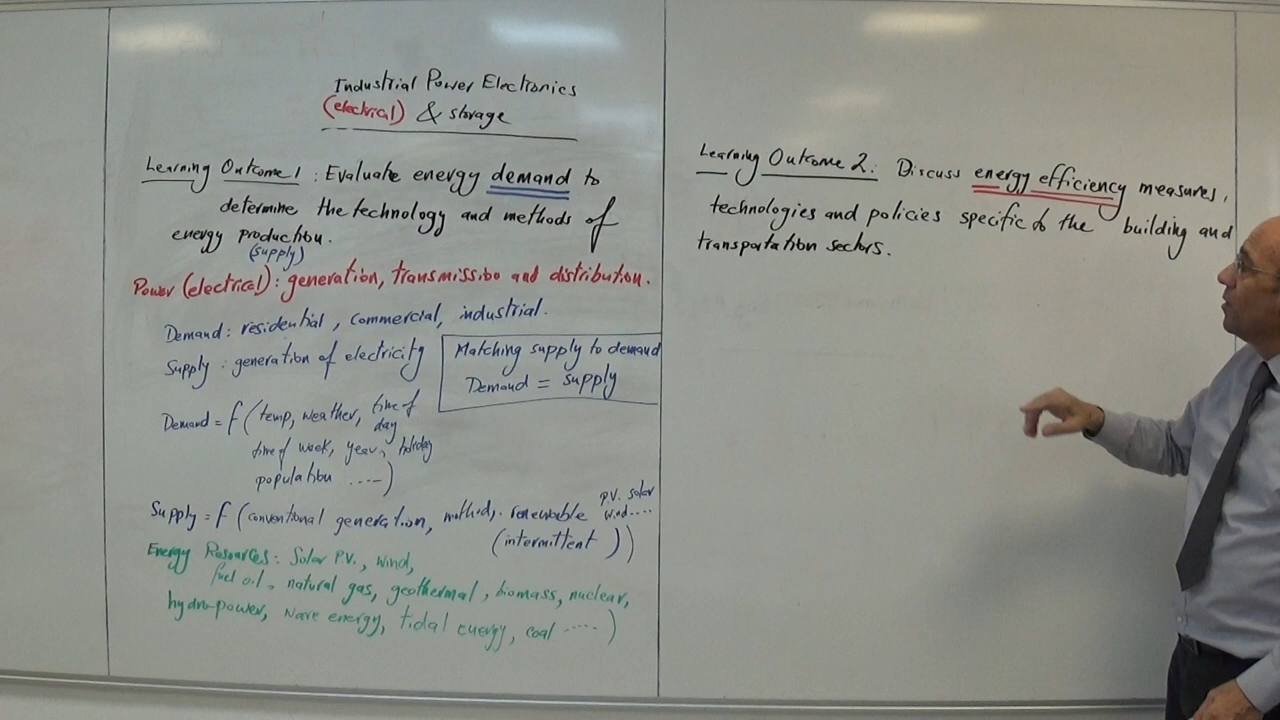 Industrial Power Electronics
(electrical) & storage
Learning Outcome 1 : Evaluate energy demand to
determine the technology and methods of
energy production.
(supply)
Power (electrical) : generation, transmission and distribution.
Demand : residential, commercial, industrial.
Supply : generation of electricity
Matching supply to demand
Demand = supply
Demand = f ( temp, weather, time of
day
time of week, year, holiday
population ....)
Supply = f ( conventional generation, method, renewable
PV. solar
wind....
(intermittent ))
Energy Resources : Solar PV., wind,
fuel oil, natural gas, geothermal, biomass, nuclear,
hydro-power, wave energy, tidal energy, coal ..... )
Learning Outcome 2 : Discuss energy efficiency measures,
technologies and policies specific to the building and
transportation sectors.